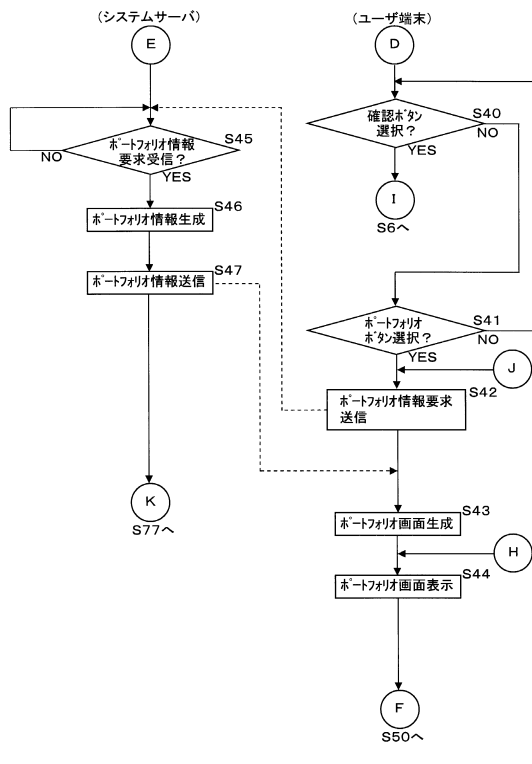 (システムサーバ)
E
ポートフォリオ情報
要求受信?
S45
NO
YES
ポートフォリオ情報生成
S46
ポートフォリオ情報送信
S47
K
S77へ
(ユーザ端末)
D
確認ボタン
選択?
S40
NO
YES
I
S6へ
ポートフォリオ
ボタン選択?
S41
NO
YES
J
ポートフォリオ情報要求
送信
S42
ポートフォリオ画面生成
S43
H
ポートフォリオ画面表示
S44
F
S50へ